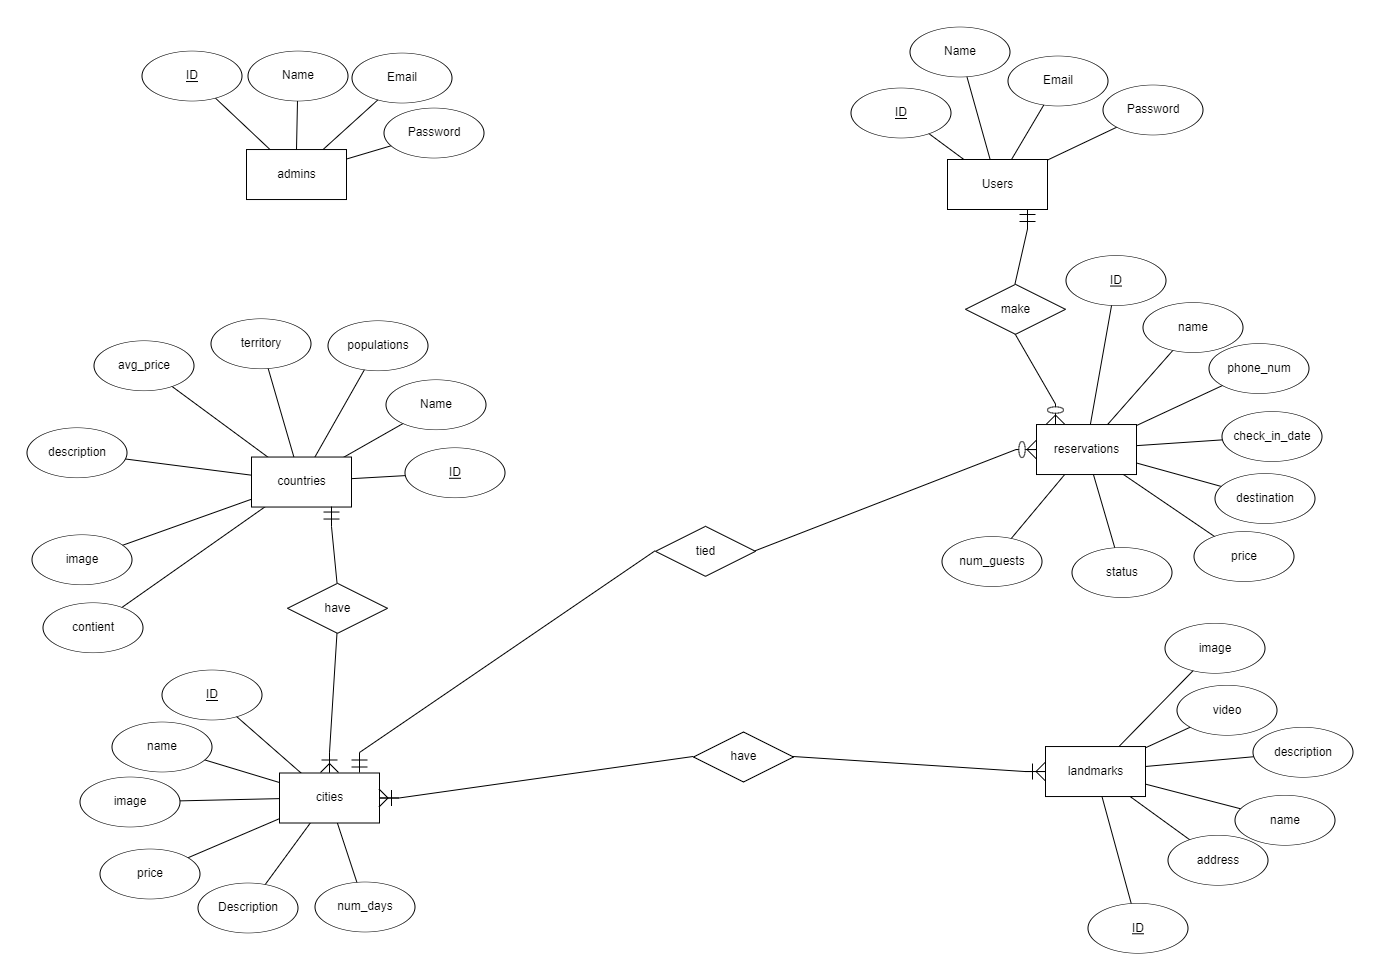 ID
Name
Email
Password
admins
Name
Email
ID
Password
Users
make
ID
name
phone_num
check_in_date
destination
price
status
num_guests
reservations
territory
populations
avg_price
Name
description
ID
countries
image
contient
have
tied
ID
name
image
price
Description
num_days
cities
have
image
video
description
landmarks
name
address
ID